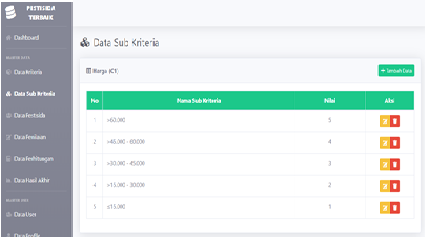 PESTISIDA
TERBAIK
Dashboard
MASTER DATA
Data Kriteria
Data Sub Kriteria
Data Pestisida
Data Penilaian
Data Perhitungan
Data Hasil Akhir
MASTER USER
Data User
Data Profile
Data Sub Kriteria
Harga (C1)
+ Tambah Data
No Nama Sub Kriteria Nilai Aksi
1 >60.000 5
2 >45.000 - 60.000 4
3 >30.000 - 45.000 3
4 >15.000 - 30.000 2
5 ≤15.000 1